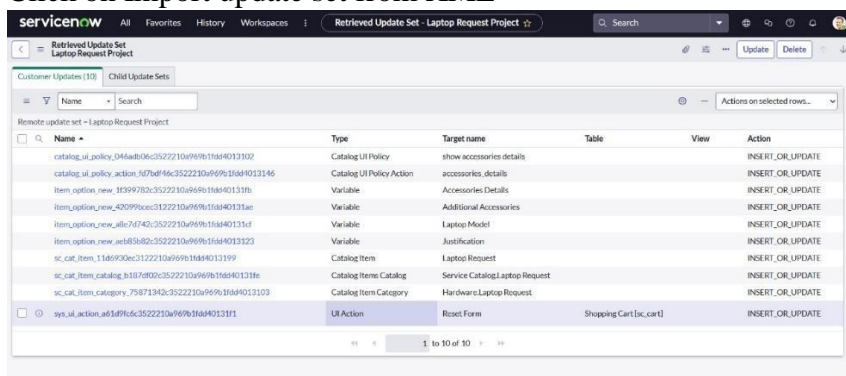 Click on Import update set from XML
servicenow All Favorites History Workspaces Retrieved Update Set - Laptop Request Project Search
Retrieved Update Set
Laptop Request Project
Update Delete
Customer Updates (10) Child Update Sets
Name Search Actions on selected rows...
Remote update set = Laptop Request Project
Name Type Target name Table View Action
catalog_ui_policy_046adb06c3522210a969b1fdd4013102 Catalog UI Policy show accessories details INSERT_OR_UPDATE
catalog_ui_policy_action_fd7bdf46c3522210a969b1fdd4013146 Catalog UI Policy Action accessories_details INSERT_OR_UPDATE
item_option_new_1f399782c3522210a969b1fdd40131fb Variable Accessories Details INSERT_OR_UPDATE
item_option_new_42099bcec3122210a969b1fdd40131ae Variable Additional Accessories INSERT_OR_UPDATE
item_option_new_a8e7d742c3522210a969b1fdd40131cf Variable Laptop Model INSERT_OR_UPDATE
item_option_new_aeb85b82c3522210a969b1fdd4013123 Variable Justification INSERT_OR_UPDATE
sc_cat_item_11d6930ec3122210a969b1fdd4013199 Catalog Item Laptop Request INSERT_OR_UPDATE
sc_cat_item_catalog_b187df02c3522210a969b1fdd40131fe Catalog Items Catalog Service Catalog.Laptop Request INSERT_OR_UPDATE
sc_cat_item_category_75871342c3522210a969b1fdd4013103 Catalog Item Category Hardware.Laptop Request INSERT_OR_UPDATE
sys_ui_action_a61d9fc6c3522210a969b1fdd40131f1 UI Action Reset Form Shopping Cart [sc_cart] INSERT_OR_UPDATE
1 to 10 of 10